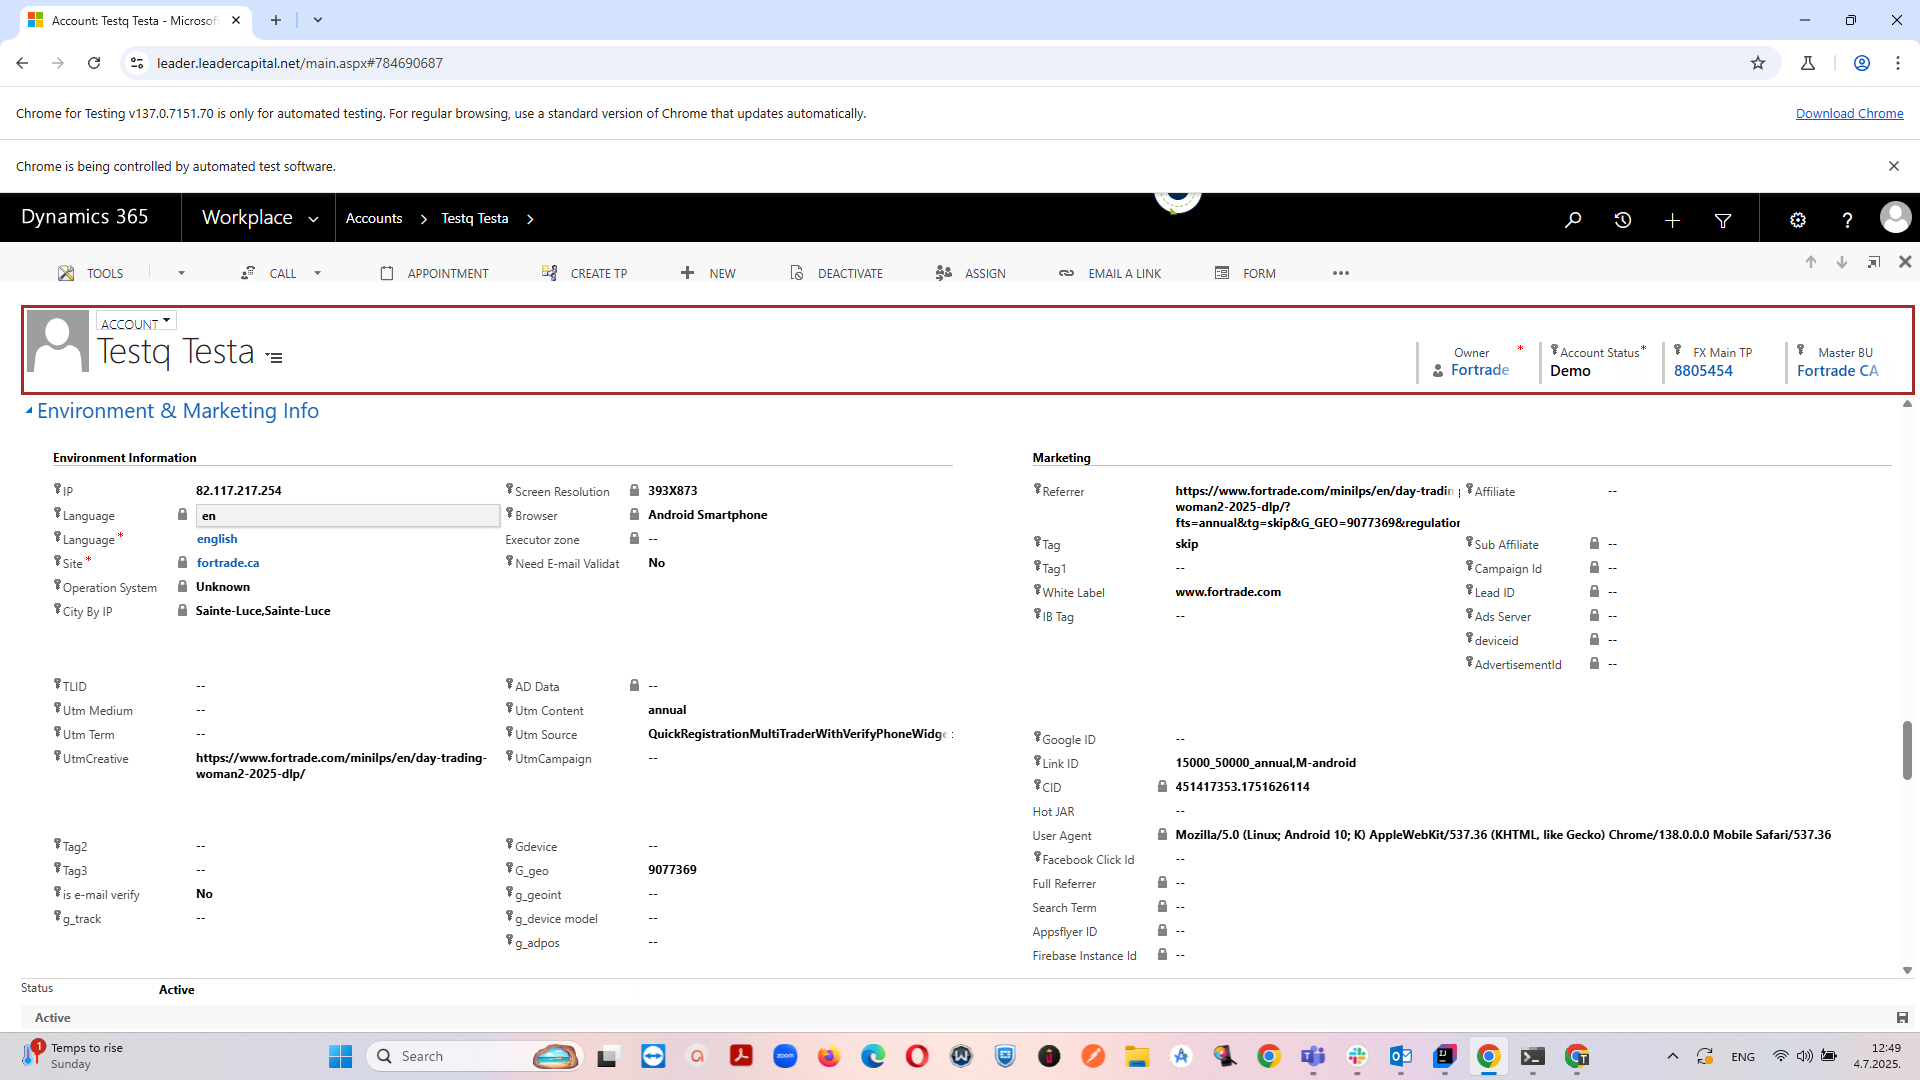 Account: Testq Testa - Microsof
leader.leadercapital.net/main.aspx#784690687
Chrome for Testing v137.0.7151.70 is only for automated testing. For regular browsing, use a standard version of Chrome that updates automatically.
Download Chrome
Chrome is being controlled by automated test software.
Dynamics 365
Workplace
Accounts
Testq Testa
TOOLS
CALL
APPOINTMENT
CREATE TP
NEW
DEACTIVATE
ASSIGN
EMAIL A LINK
FORM
ACCOUNT
Testq Testa
Owner *
Fortrade
Account Status *
Demo
FX Main TP
8805454
Master BU
Fortrade CA
Environment & Marketing Info
Environment Information
IP 82.117.217.254
Language en
Language * english
Site * fortrade.ca
Operation System Unknown
City By IP Sainte-Luce,Sainte-Luce
Screen Resolution 393X873
Browser Android Smartphone
Executor zone --
Need E-mail Validat No
TLID --
Utm Medium --
Utm Term --
UtmCreative https://www.fortrade.com/minilps/en/day-trading-
woman2-2025-dlp/
AD Data --
Utm Content annual
Utm Source QuickRegistrationMultiTraderWithVerifyPhoneWidge
UtmCampaign --
Tag2 --
Tag3 --
is e-mail verify No
g_track --
Gdevice --
G_geo 9077369
g_geoint --
g_device model --
g_adpos --
Marketing
Referrer https://www.fortrade.com/minilps/en/day-tradin
woman2-2025-dlp/?
fts=annual&tg=skip&G_GEO=9077369&regulation
Tag skip
Tag1 --
White Label www.fortrade.com
IB Tag --
Affiliate --
Sub Affiliate --
Campaign Id --
Lead ID --
Ads Server --
deviceid --
AdvertisementId --
Google ID --
Link ID 15000_50000_annual,M-android
CID 451417353.1751626114
Hot JAR --
User Agent Mozilla/5.0 (Linux; Android 10; K) AppleWebKit/537.36 (KHTML, like Gecko) Chrome/138.0.0.0 Mobile Safari/537.36
Facebook Click Id --
Full Referrer --
Search Term --
Appsflyer ID --
Firebase Instance Id --
Status Active
Active
1
Temps to rise
Sunday
Search
zoom
ENG
12:49
4.7.2025.